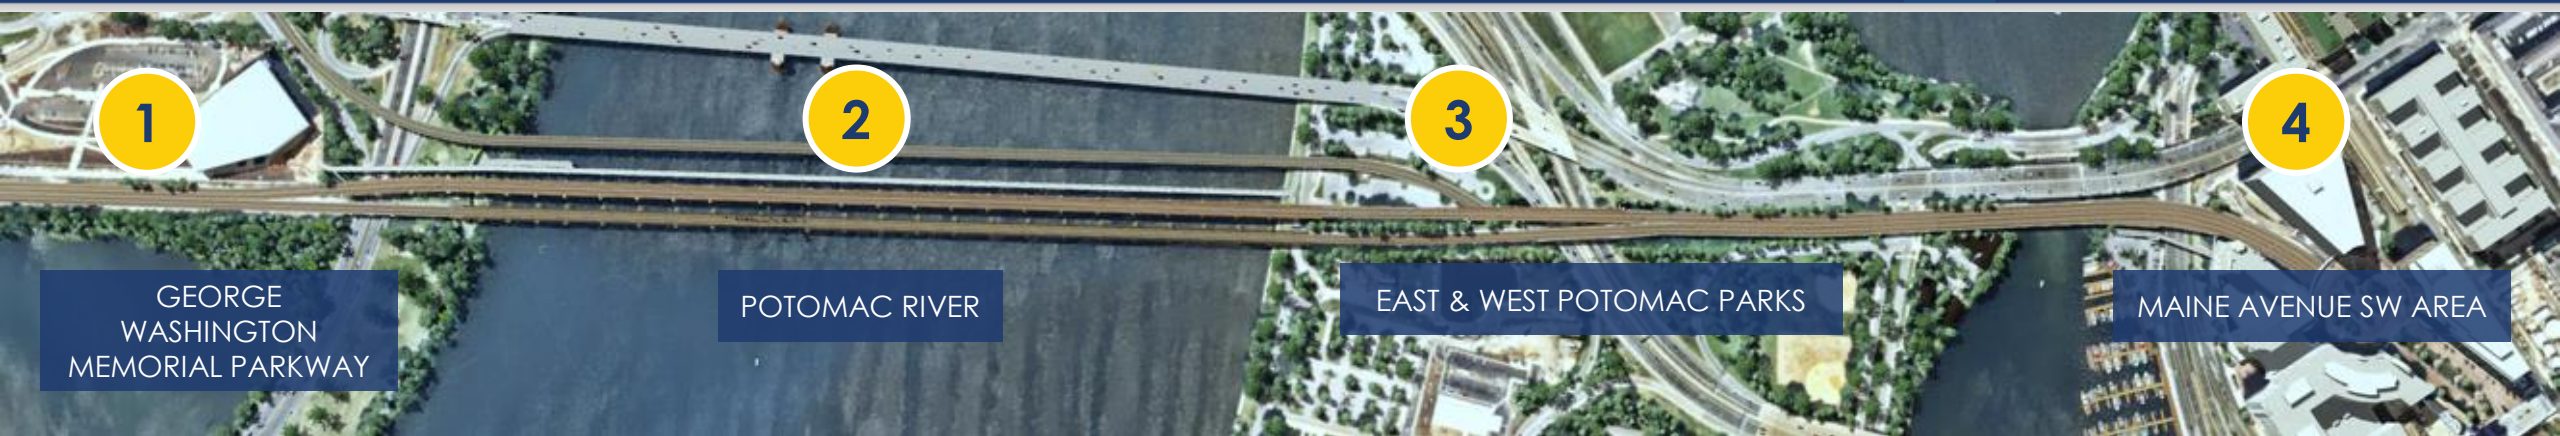 1
2
3
4
GEORGE
WASHINGTON
MEMORIAL PARKWAY
POTOMAC RIVER
EAST & WEST POTOMAC PARKS
MAINE AVENUE SW AREA